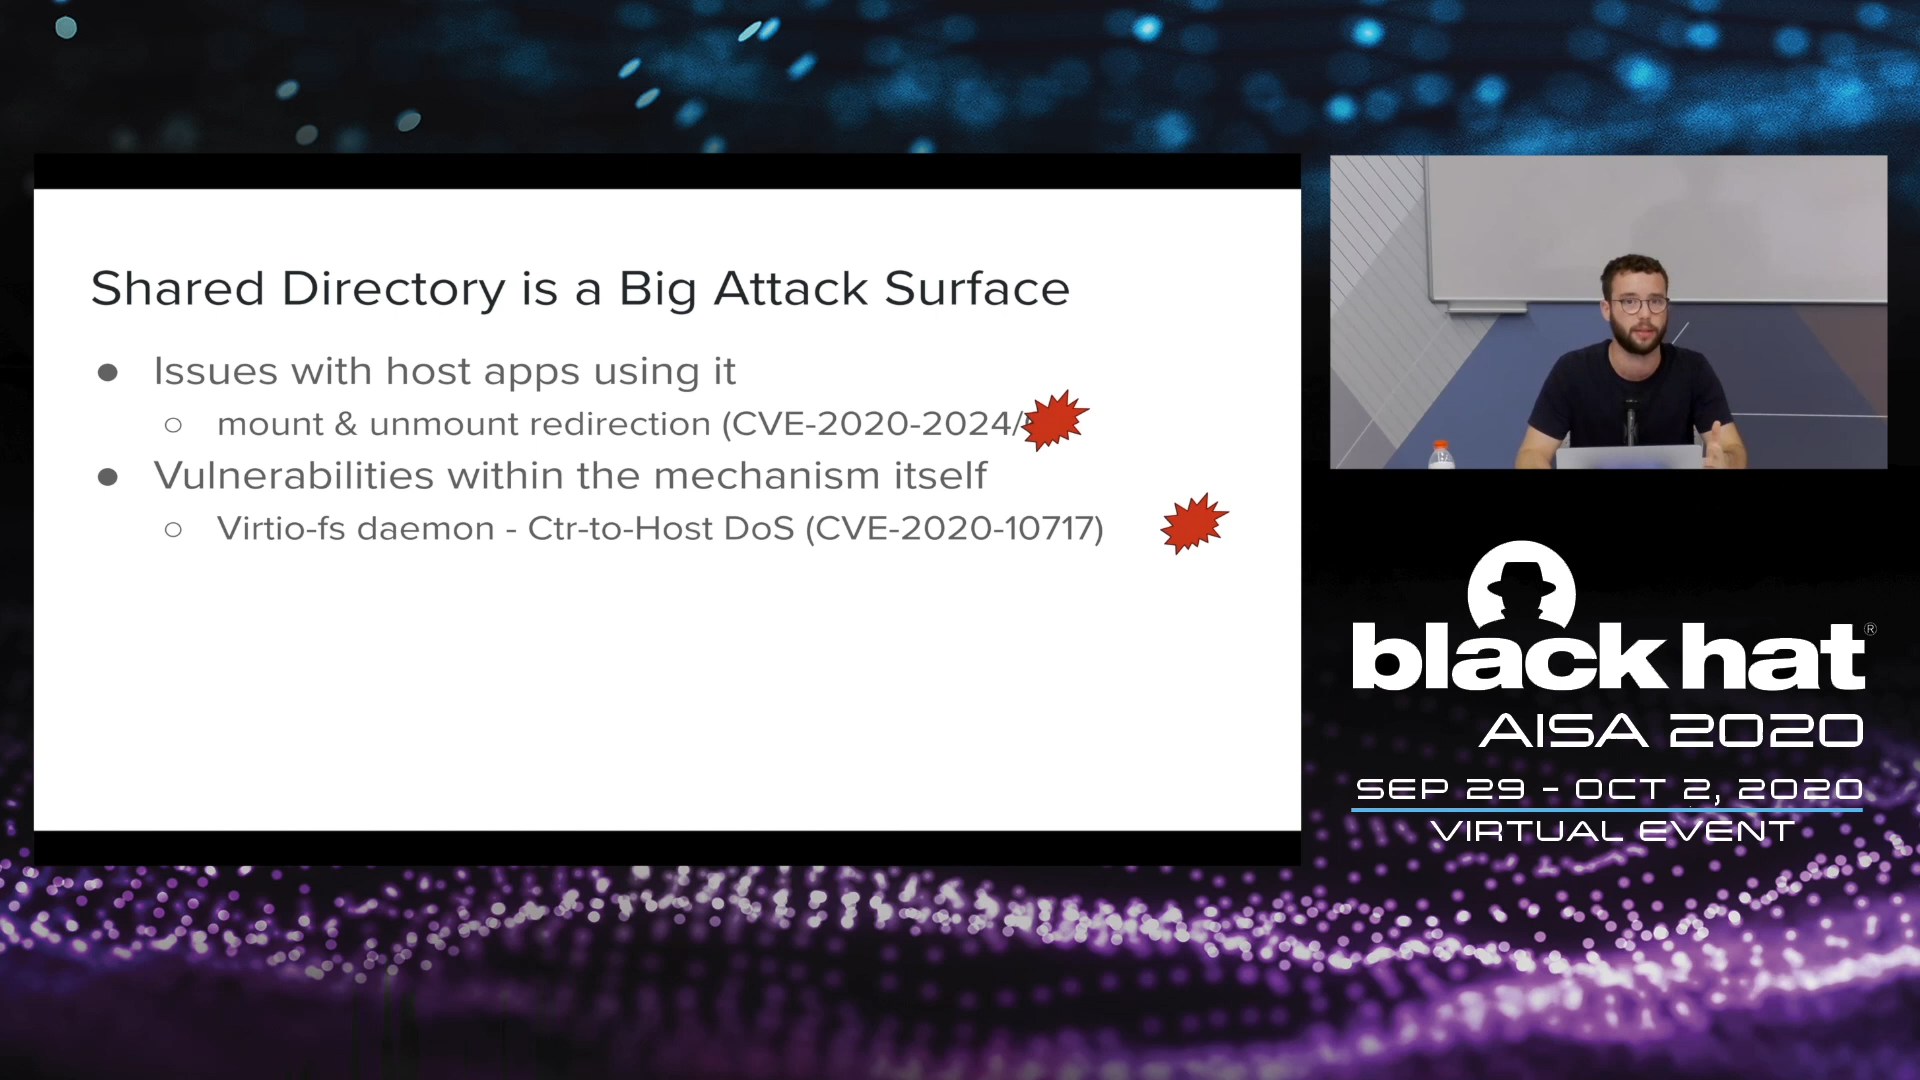 Shared Directory is a Big Attack Surface
● Issues with host apps using it
○ mount & unmount redirection (CVE-2020-2024/
● Vulnerabilities within the mechanism itself
○ Virtio-fs daemon - Ctr-to-Host DoS (CVE-2020-10717)
black hat®
AISA 2020
SEP 29 - OCT 2, 2020
VIRTUAL EVENT